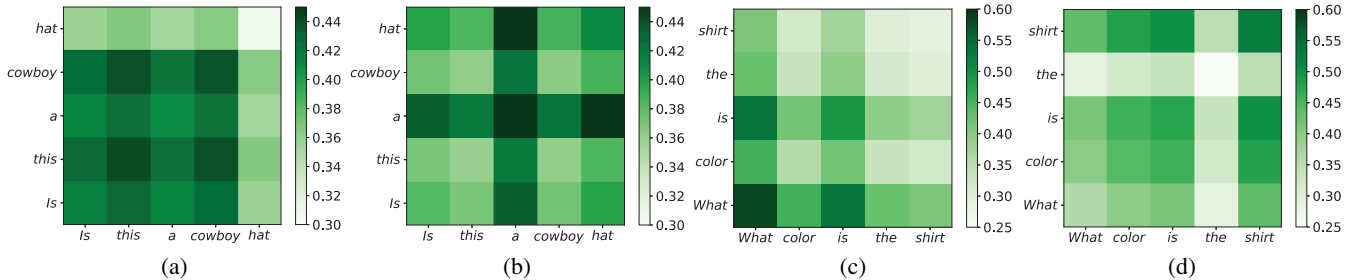 hat
cowboy
a
this
Is
Is this a cowboy hat
0.44
0.42
0.40
0.38
0.36
0.34
0.32
0.30
(a)
hat
cowboy
a
this
Is
Is this a cowboy hat
0.44
0.42
0.40
0.38
0.36
0.34
0.32
0.30
(b)
shirt
the
is
color
What
What color is the shirt
0.60
0.55
0.50
0.45
0.40
0.35
0.30
0.25
(c)
shirt
the
is
color
What
What color is the shirt
0.60
0.55
0.50
0.45
0.40
0.35
0.30
0.25
(d)